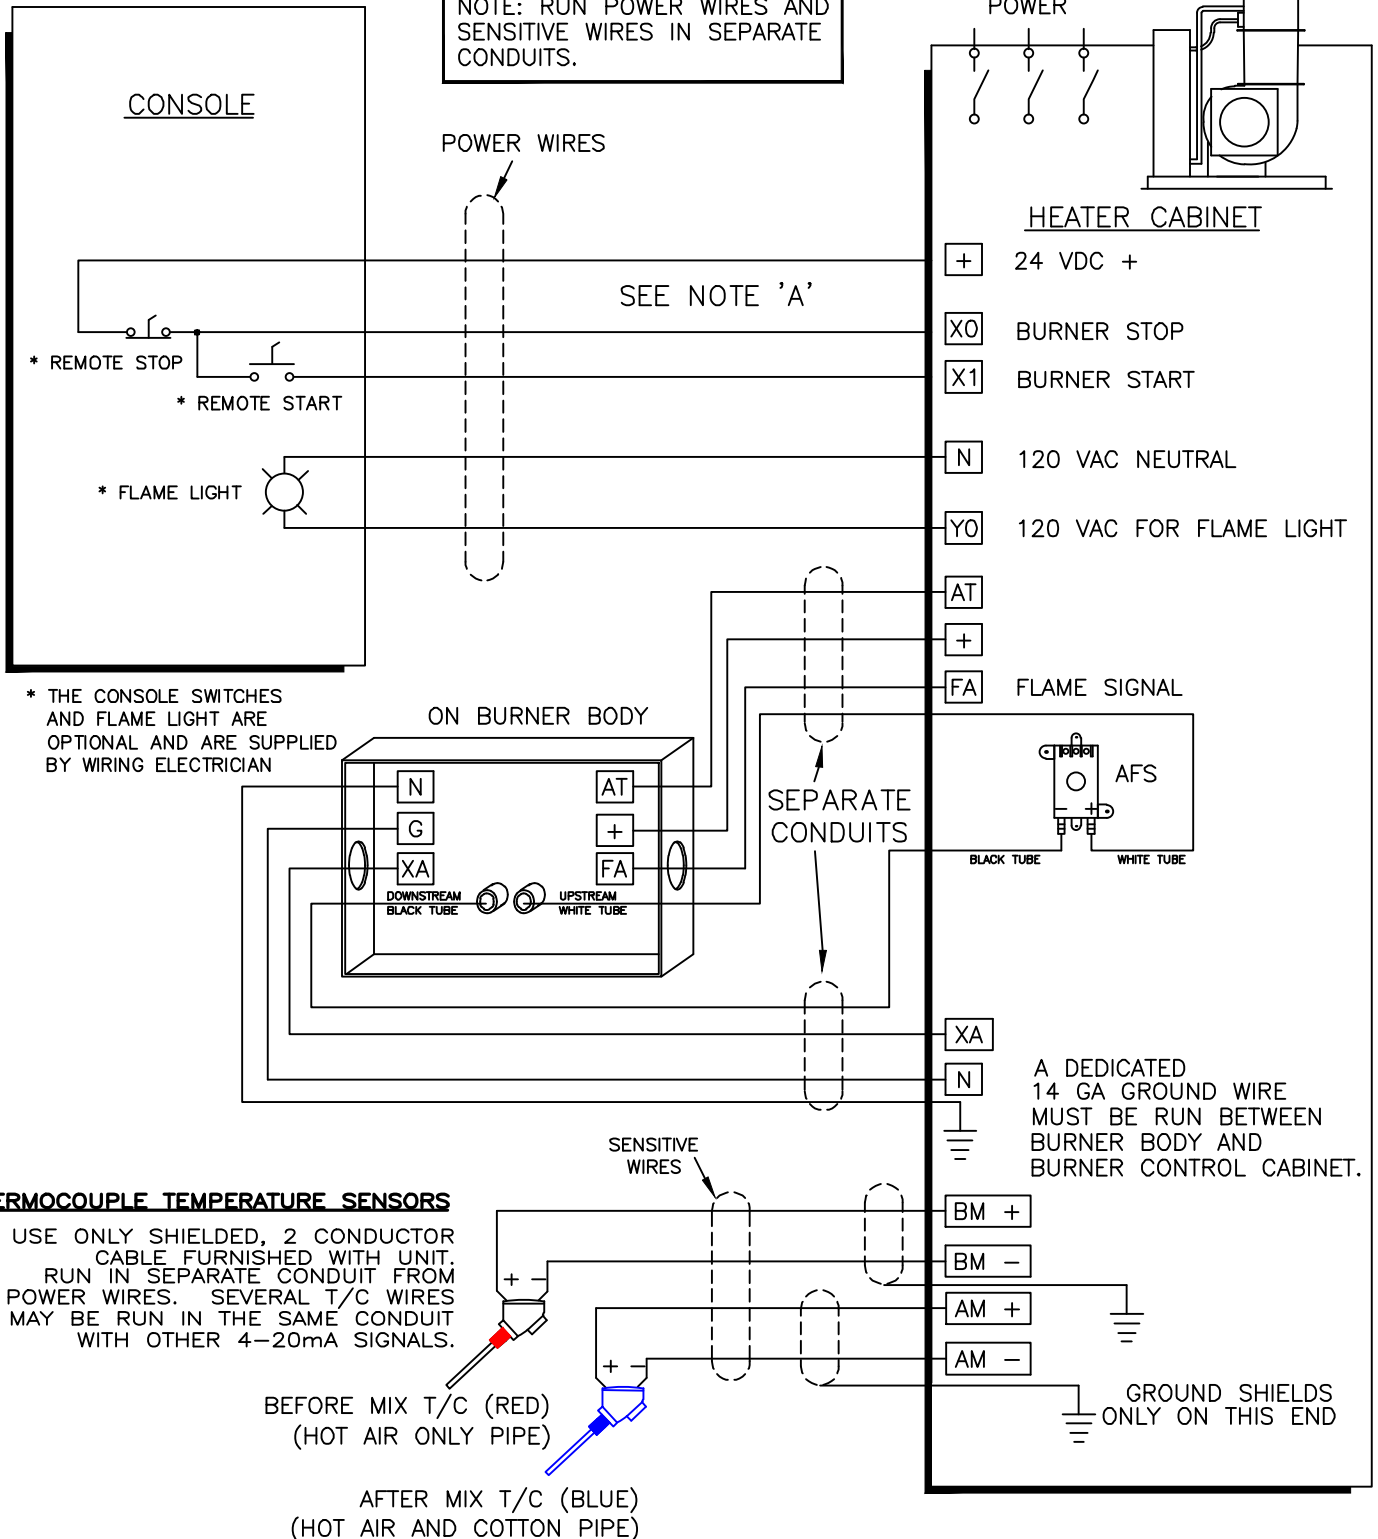 NOTE: RUN POWER WIRES AND
SENSITIVE WIRES IN SEPARATE
CONDUITS.
POWER
CONSOLE
POWER WIRES
HEATER CABINET
+ 24 VDC +
SEE NOTE 'A'
X0 BURNER STOP
* REMOTE STOP
X1 BURNER START
* REMOTE START
N 120 VAC NEUTRAL
* FLAME LIGHT
Y0 120 VAC FOR FLAME LIGHT
AT
+
FA FLAME SIGNAL
* THE CONSOLE SWITCHES
AND FLAME LIGHT ARE
OPTIONAL AND ARE SUPPLIED
BY WIRING ELECTRICIAN
ON BURNER BODY
N
G
XA
AT
+
FA
DOWNSTREAM
BLACK TUBE
UPSTREAM
WHITE TUBE
SEPARATE
CONDUITS
AFS
- +
BLACK TUBE
WHITE TUBE
XA
N
A DEDICATED
14 GA GROUND WIRE
MUST BE RUN BETWEEN
BURNER BODY AND
BURNER CONTROL CABINET.
SENSITIVE
WIRES
ERMOCOUPLE TEMPERATURE SENSORS
USE ONLY SHIELDED, 2 CONDUCTOR
CABLE FURNISHED WITH UNIT.
RUN IN SEPARATE CONDUIT FROM
POWER WIRES. SEVERAL T/C WIRES
MAY BE RUN IN THE SAME CONDUIT
WITH OTHER 4-20mA SIGNALS.
BM +
BM -
AM +
AM -
+ -
+ -
GROUND SHIELDS
ONLY ON THIS END
BEFORE MIX T/C (RED)
(HOT AIR ONLY PIPE)
AFTER MIX T/C (BLUE)
(HOT AIR AND COTTON PIPE)